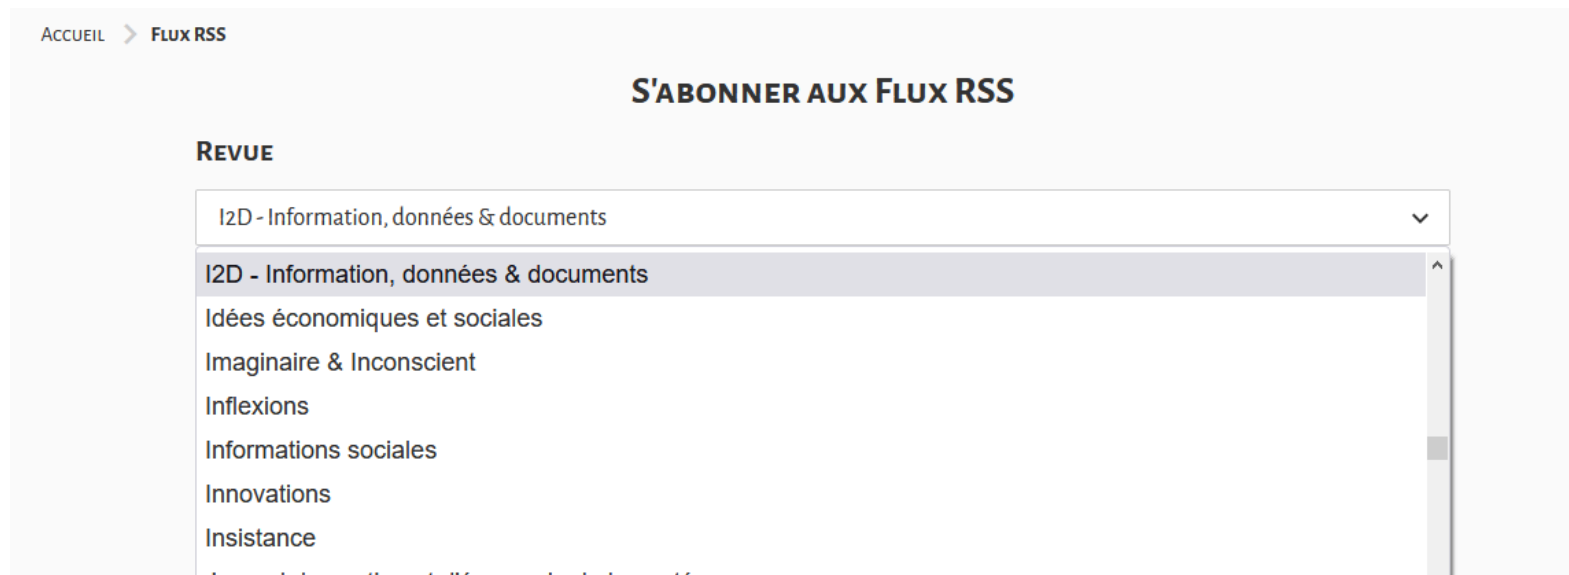 Accueil > Flux RSS
S'abonner aux Flux RSS
Revue
I2D - Information, données & documents
I2D - Information, données & documents
Idées économiques et sociales
Imaginaire & Inconscient
Inflexions
Informations sociales
Innovations
Insistance